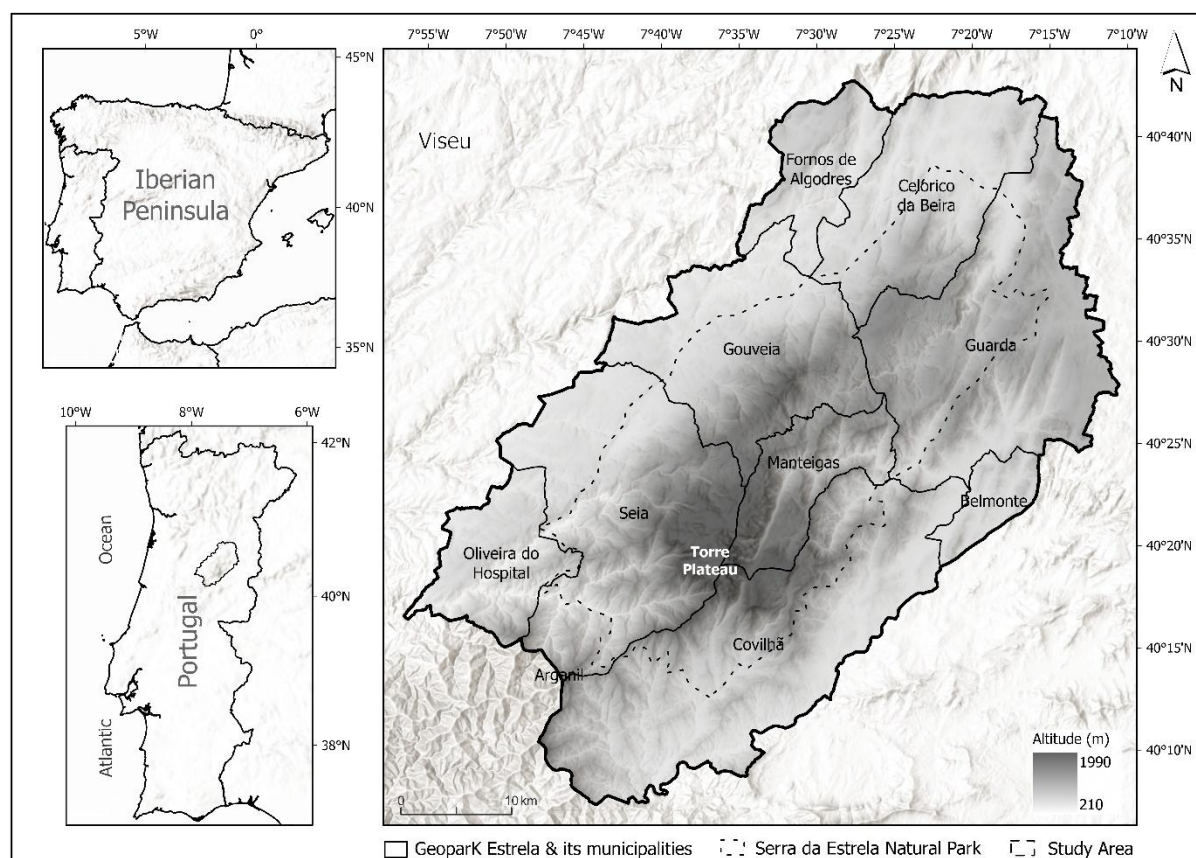 5°W
0°
45°N
40°N
35°N
Iberian
Peninsula
10°W
8°W
6°W
42°N
40°N
38°N
Ocean
Atlantic
Portugal
7°55'W
7°50'W
7°45'W
7°40'W
7°35'W
7°30'W
7°25'W
7°20'W
7°15'W
7°10'W
N
40°40'N
40°35'N
40°30'N
40°25'N
40°20'N
40°15'N
40°10'N
Viseu
Fornos de
Algodres
Celorico
da Beira
Gouveia
Guarda
Manteigas
Belmonte
Seia
Oliveira do
Hospital
Torre
Plateau
Covilhã
Arganil
Altitude (m)
1990
210
0
10 km
GeoparK Estrela & its municipalities
Serra da Estrela Natural Park
Study Area